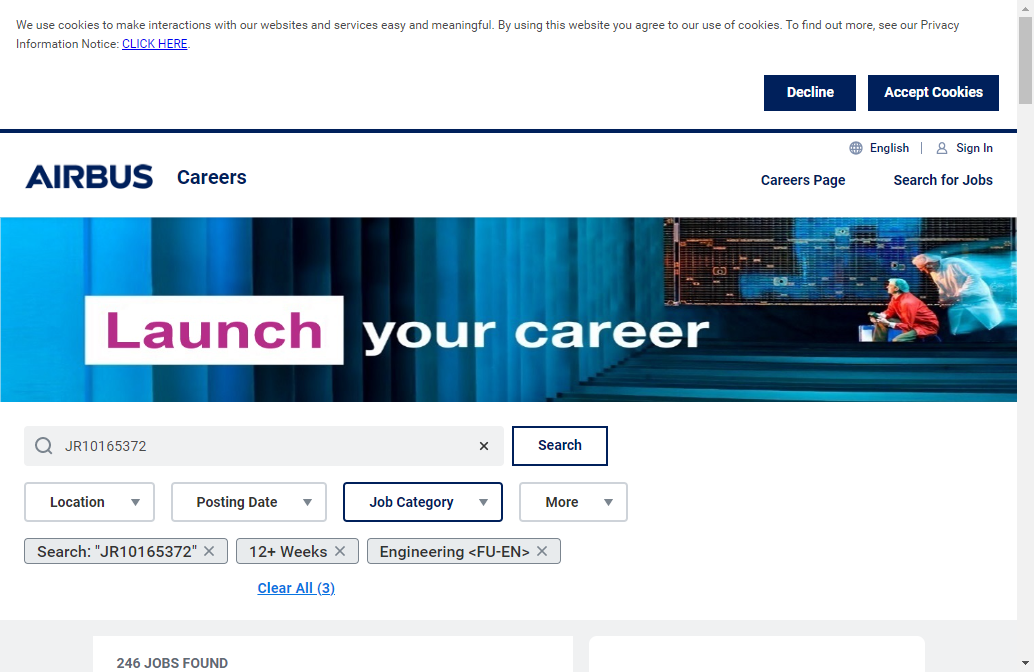 We use cookies to make interactions with our websites and services easy and meaningful. By using this website you agree to our use of cookies. To find out more, see our Privacy
Information Notice: CLICK HERE.
Decline
Accept Cookies
English
Sign In
AIRBUS
Careers
Careers Page
Search for Jobs
Launch your career
JR10165372
Search
Location
Posting Date
Job Category
More
Search: "JR10165372"
12+ Weeks
Engineering <FU-EN>
Clear All (3)
246 JOBS FOUND